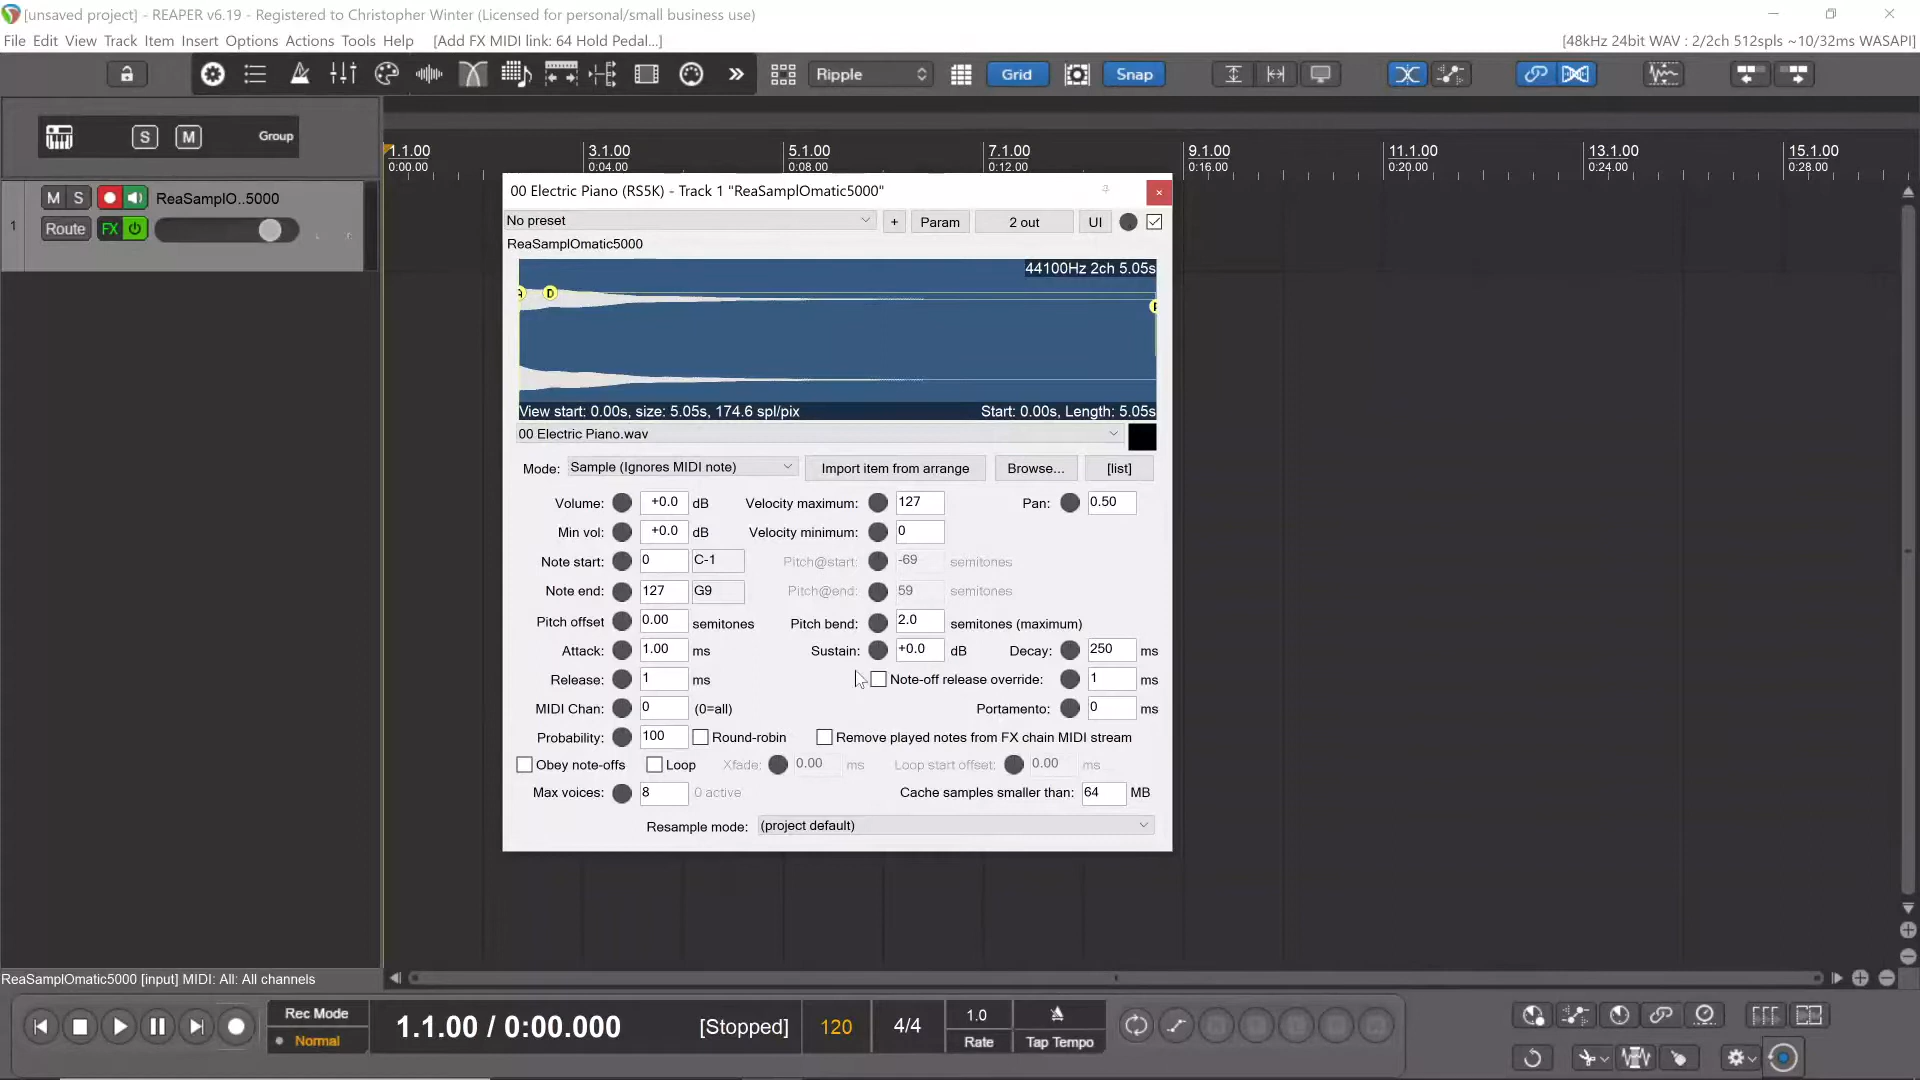 [unsaved project] - REAPER v6.19 - Registered to Christopher Winter (Licensed for personal/small business use)
File Edit View Track Item Insert Options Actions Tools Help [Add FX MIDI link: 64 Hold Pedal...] [48kHz 24bit WAV : 2/2ch 512spls ~10/32ms WASAPI]
Ripple Grid Snap
S M Group
1.1.00 3.1.00 5.1.00 7.1.00 9.1.00 11.1.00 13.1.00 15.1.00
0:00.00 0:04.00 0:08.00 0:12.00 0:16.00 0:20.00 0:24.00 0:28.00
M S ReaSamplO..5000
1 Route FX
00 Electric Piano (RS5K) - Track 1 "ReaSamplOmatic5000"
No preset + Param 2 out UI
ReaSamplOmatic5000
44100Hz 2ch 5.05s
D
View start: 0.00s, size: 5.05s, 174.6 spl/pix Start: 0.00s, Length: 5.05s
00 Electric Piano.wav
Mode: Sample (Ignores MIDI note) Import item from arrange Browse... [list]
Volume: +0.0 dB Velocity maximum: 127 Pan: 0.50
Min vol: +0.0 dB Velocity minimum: 0
Note start: 0 C-1 Pitch@start: -69 semitones
Note end: 127 G9 Pitch@end: 59 semitones
Pitch offset 0.00 semitones Pitch bend: 2.0 semitones (maximum)
Attack: 1.00 ms Sustain: +0.0 dB Decay: 250 ms
Release: 1 ms Note-off release override: 1 ms
MIDI Chan: 0 (0=all) Portamento: 0 ms
Probability: 100 Round-robin Remove played notes from FX chain MIDI stream
Obey note-offs Loop Xfade: 0.00 ms Loop start offset: 0.00 ms
Max voices: 8 0 active Cache samples smaller than: 64 MB
Resample mode: (project default)
ReaSamplOmatic5000 [input] MIDI: All: All channels
Rec Mode
Normal
1.1.00 / 0:00.000 [Stopped] 120 4/4
1.0
Rate Tap Tempo